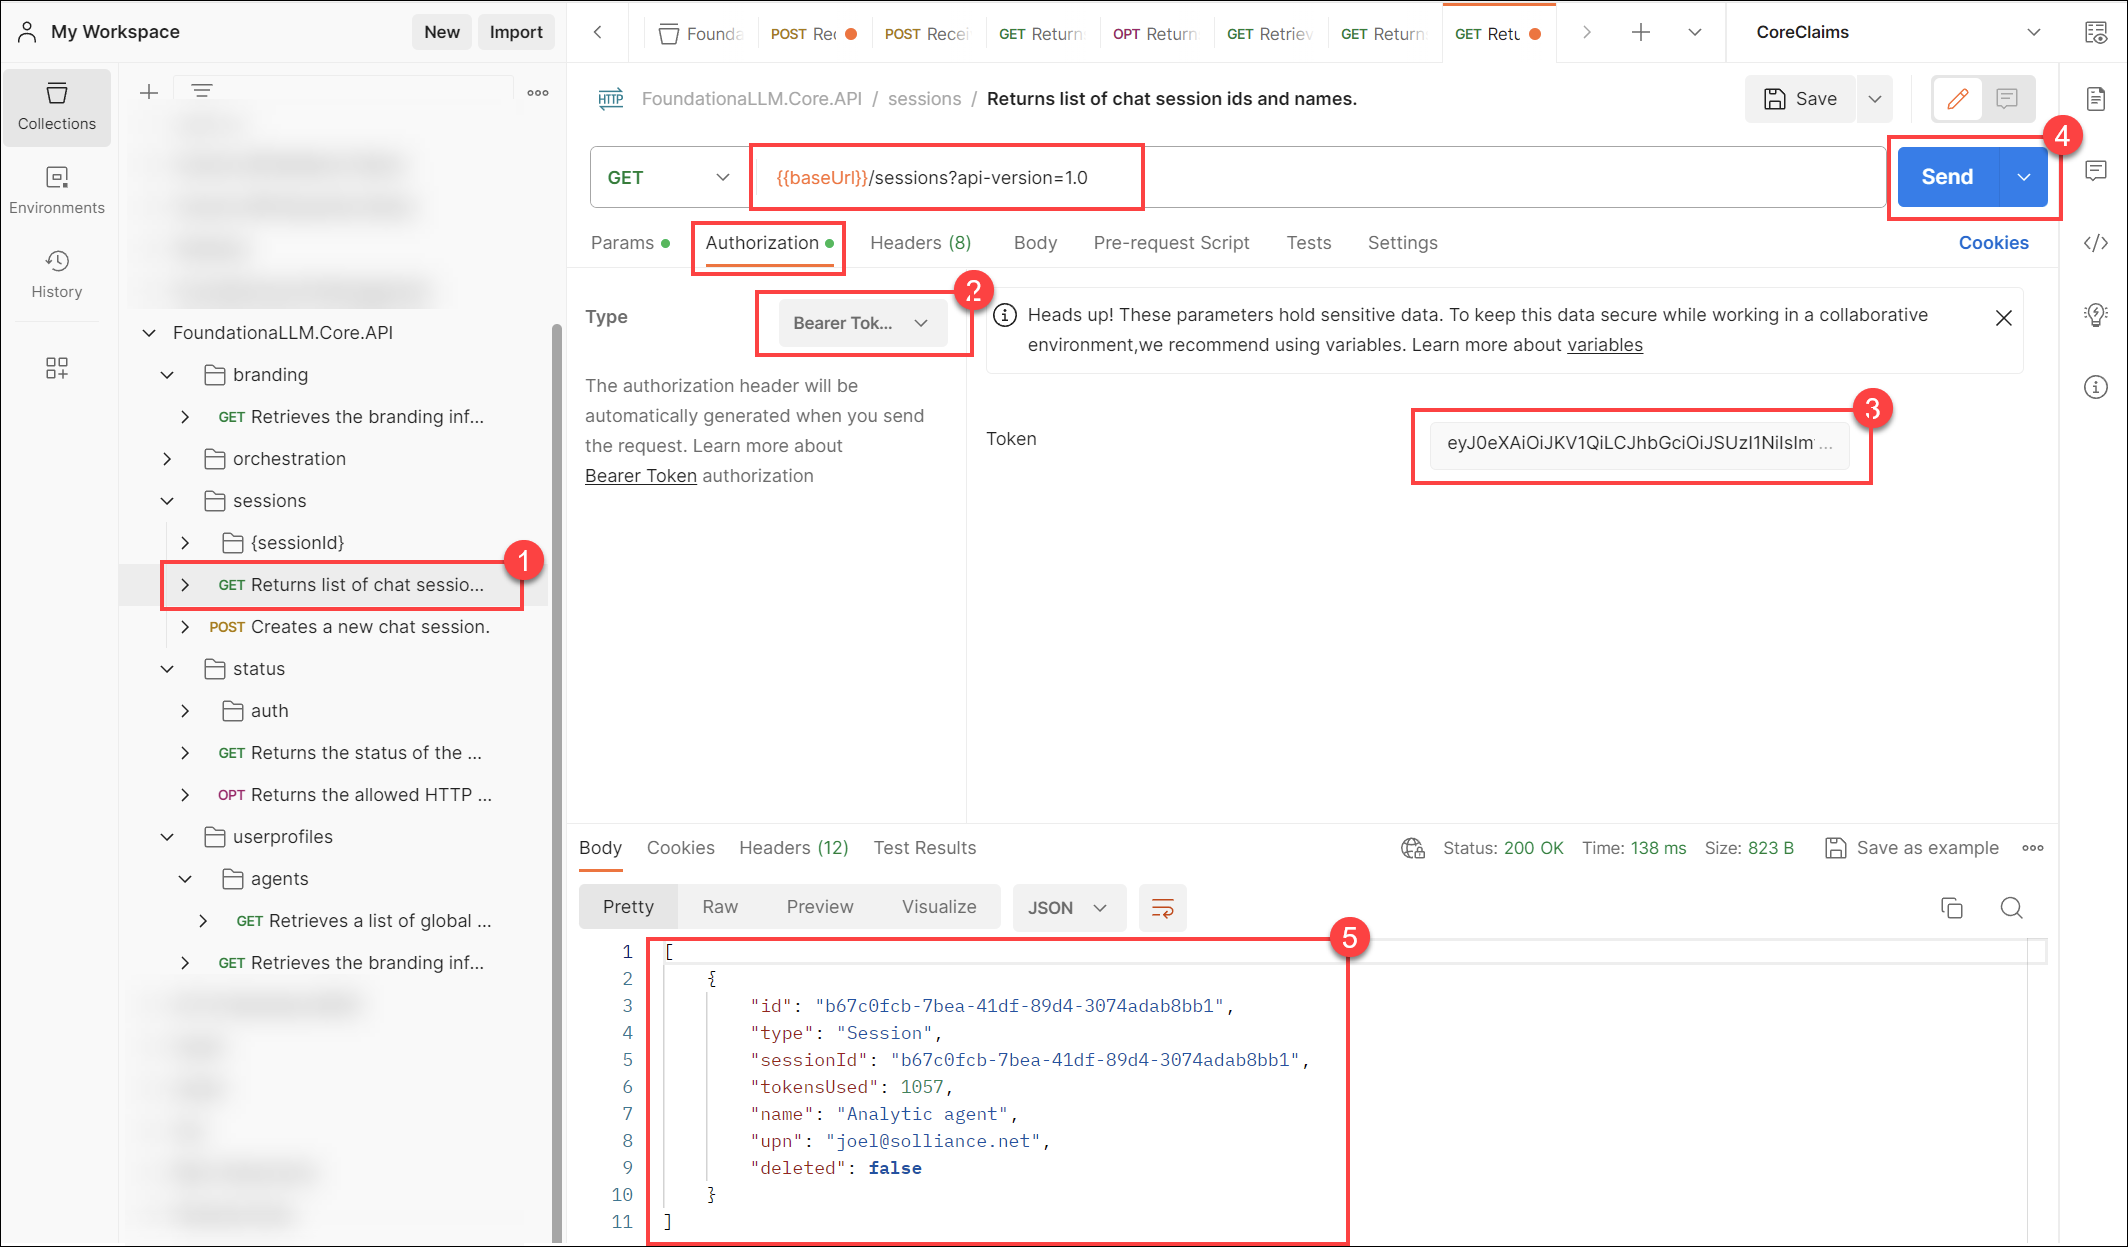 My Workspace
New
Import
Founda
POST Rec
POST Recei
GET Return
OPT Return
GET Retriev
GET Return
GET Retu
CoreClaims
Collections
Environments
History
FoundationaLLM.Core.API
branding
GET Retrieves the branding inf...
orchestration
sessions
{sessionId}
GET Returns list of chat sessio...
1
POST Creates a new chat session.
status
auth
GET Returns the status of the ...
OPT Returns the allowed HTTP ...
userprofiles
agents
GET Retrieves a list of global ...
GET Retrieves the branding inf...
HTTP FoundationaLLM.Core.API / sessions / Returns list of chat session ids and names.
Save
GET
{{baseUrl}}/sessions?api-version=1.0
Send
4
Params
Authorization
Headers (8)
Body
Pre-request Script
Tests
Settings
Cookies
Type
Bearer Tok...
2
The authorization header will be
automatically generated when you send
the request. Learn more about
Bearer Token authorization
Heads up! These parameters hold sensitive data. To keep this data secure while working in a collaborative
environment,we recommend using variables. Learn more about variables
Token
eyJ0eXAiOiJKV1QiLCJhbGciOiJSUzI1NiIsIm ...
3
Body
Cookies
Headers (12)
Test Results
Status: 200 OK
Time: 138 ms
Size: 823 B
Save as example
Pretty
Raw
Preview
Visualize
JSON
5
1 [
2 {
3 "id": "b67c0fcb-7bea-41df-89d4-3074adab8bb1",
4 "type": "Session",
5 "sessionId": "b67c0fcb-7bea-41df-89d4-3074adab8bb1",
6 "tokensUsed": 1057,
7 "name": "Analytic agent",
8 "upn": "joel@solliance.net",
9 "deleted": false
10 }
11 ]